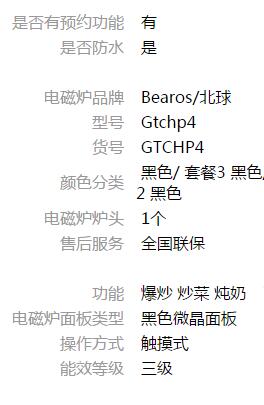 是否有预约功能 有
是否防水 是
电磁炉品牌 Bearos/北球
型号 Gtchp4
货号 GTCHP4
颜色分类 黑色/ 套餐3 黑色/
2 黑色
电磁炉炉头 1个
售后服务 全国联保
功能 爆炒 炒菜 炖奶
电磁炉面板类型 黑色微晶面板
操作方式 触摸式
能效等级 三级